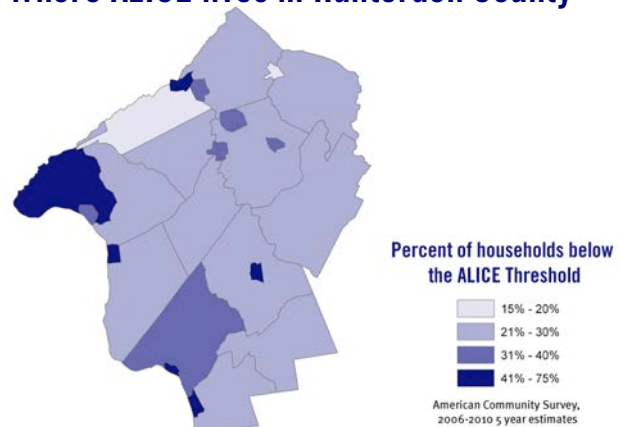 Where ALICE lives in Hunterdon County
Percent of households below
the ALICE Threshold
15% - 20%
21% - 30%
31% - 40%
41% - 75%
American Community Survey,
2006-2010 5 year estimates